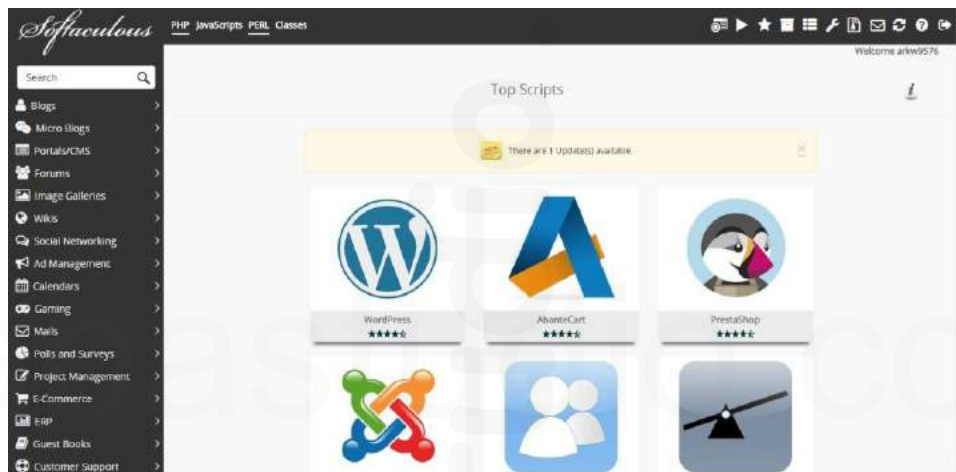 Softaculous
PHP JavaScripts PERL Classes
Welcome arkw9576
Search
Top Scripts
i
Blogs
Micro Blogs
Portals/CMS
Forums
Image Galleries
Wikis
Social Networking
Ad Management
Calendars
Gaming
Mails
Polls and Surveys
Project Management
E-Commerce
ERP
Guest Books
Customer Support
There are 1 Update(s) available.
WordPress
AbanteCart
PrestaShop